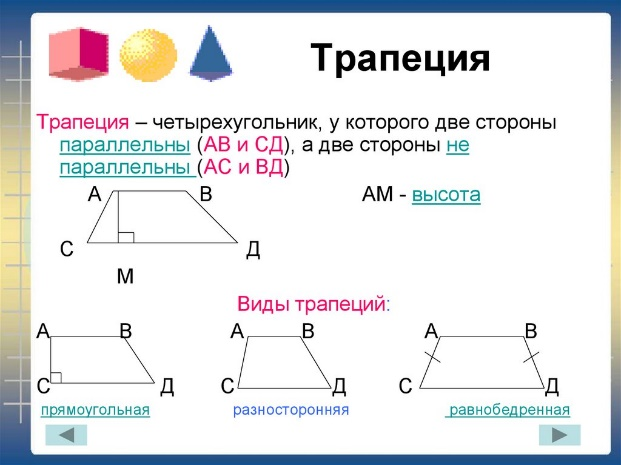 Трапеция
Трапеция – четырехугольник, у которого две стороны
параллельны (АВ и СД), а две стороны не
параллельны (АС и ВД)
А В АМ - высота
С Д
М
Виды трапеций:
А В А В А В
С Д С Д С Д
прямоугольная разносторонняя равнобедренная